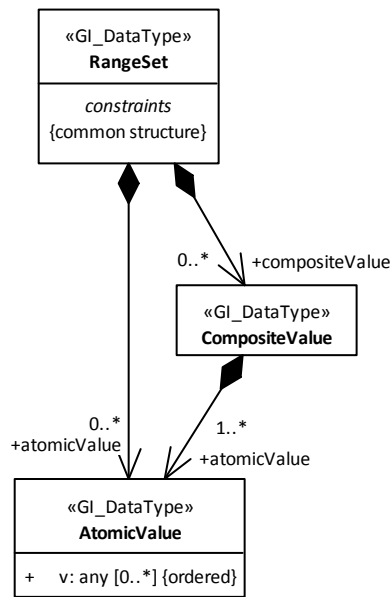 «GI_DataType»
RangeSet
constraints
{common structure}
0..*
+compositeValue
«GI_DataType»
CompositeValue
0..*
+atomicValue
1..*
+atomicValue
«GI_DataType»
AtomicValue
+ v: any [0..*] {ordered}